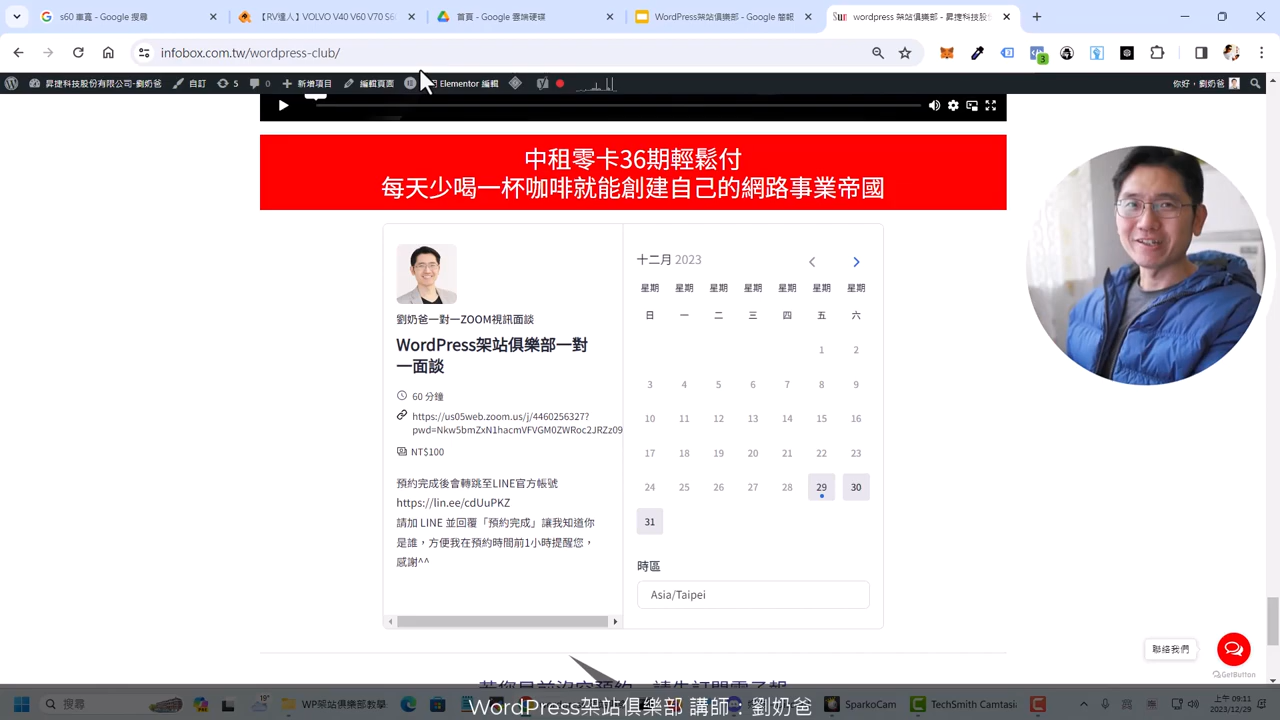 s60 車寬 - Google 搜尋
【RV達人】VOLVO V40 V60 V70 S6
首頁 - Google 雲端硬碟
WordPress架站俱樂部 - Google 簡報
wordpress 架站俱樂部 - 昇捷科技股份
infobox.com.tw/wordpress-club/
3
昇捷科技股份有限公司-劉奶爸
自訂
5
0
新增項目
編輯頁面
Elementor 編輯
你好，劉奶爸
中租零卡36期輕鬆付
每天少喝一杯咖啡就能創建自己的網路事業帝國
劉奶爸一對一ZOOM視訊面談
WordPress架站俱樂部一對
一面談
60 分鐘
https://us05web.zoom.us/j/4460256327?
pwd=Nkw5bmZxN1hacmVFVGM0ZWRoc2JRZz09
NT$100
預約完成後會轉跳至LINE官方帳號
https://lin.ee/cdUuPKZ
請加 LINE 並回覆「預約完成」讓我知道你
是誰，方便我在預約時間前1小時提醒您，
感謝^^
十二月 2023
星期 星期 星期 星期 星期 星期 星期
日 一 二 三 四 五 六
1 2
3 4 5 6 7 8 9
10 11 12 13 14 15 16
17 18 19 20 21 22 23
24 25 26 27 28 29 30
31
時區
Asia/Taipei
聯絡我們
GetButton
WordPress架站俱樂部 講師：劉奶爸
19°
搜尋
WP架站俱樂部教學
SparkoCam
TechSmith Camtasia
上午 09:11
2023/12/29